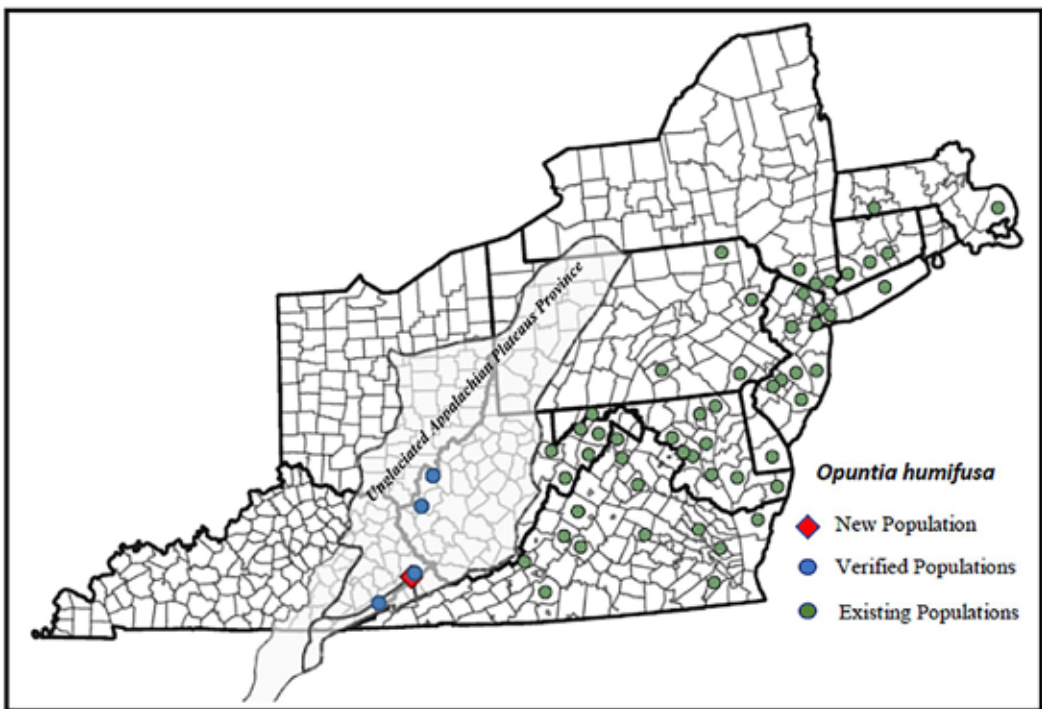 Unglaciated Appalachian Plateaus Province
Opuntia humifusa
New Population
Verified Populations
Existing Populations